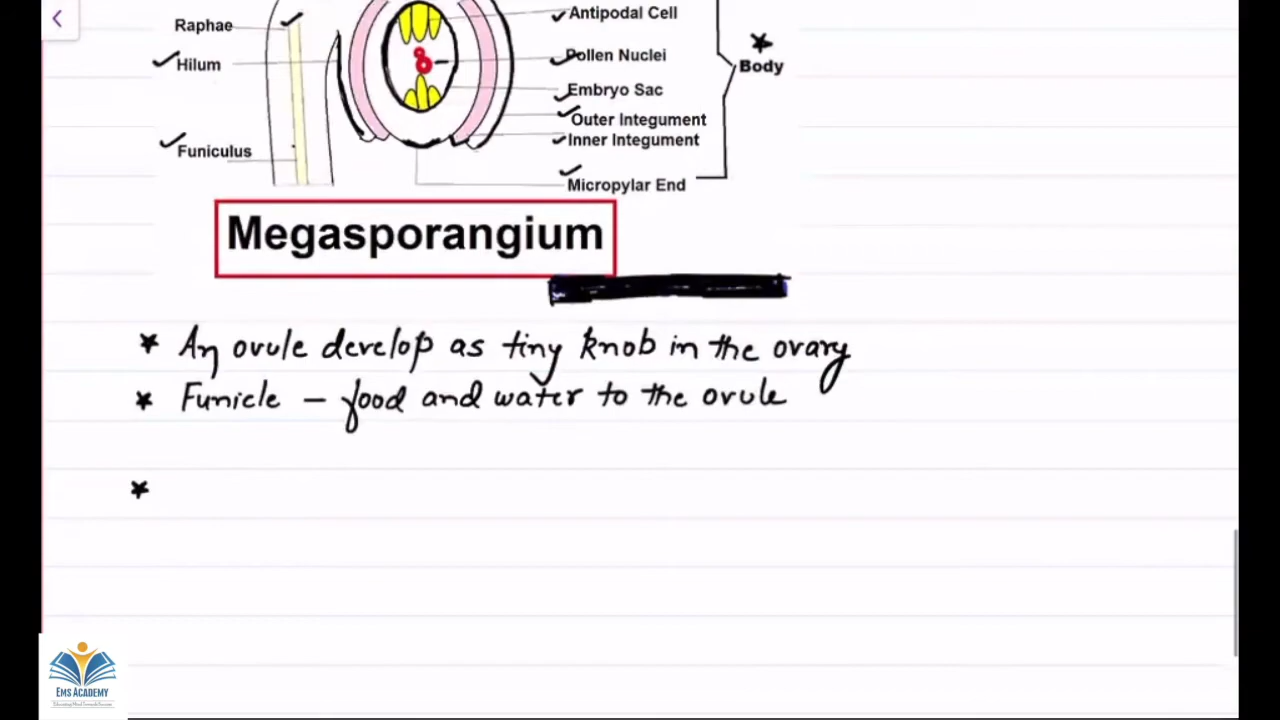 Raphae
Hilum
Funiculus
Antipodal Cell
Pollen Nuclei
Embryo Sac
Outer Integument
Inner Integument
Micropylar End
Body
Megasporangium
An ovule develop as tiny knob in the ovary
Funicle – food and water to the ovule
EMS ACADEMY